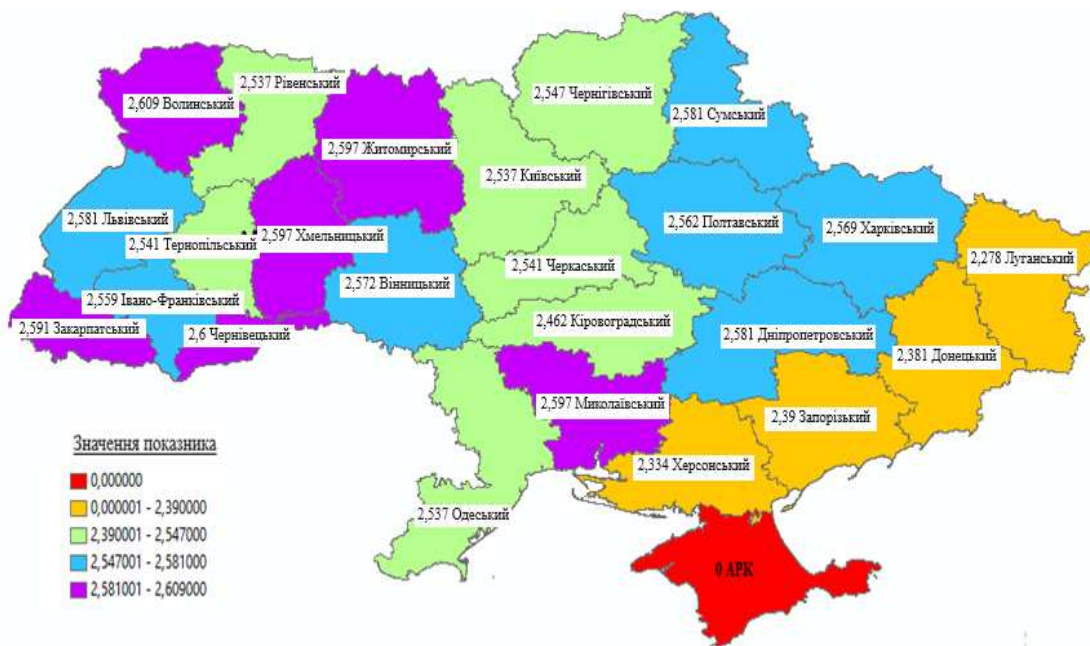 2,537 Рівенський
2,609 Волинський
2,547 Чернігівський
2,581 Сумський
2,597 Житомирський
2,537 Київський
2,581 Львівський
2,562 Полтавський
2,569 Харківський
2,541 Тернопільський
2,597 Хмельницький
2,278 Луганський
2,541 Черкаський
2,572 Вінницький
2,559 Івано-Франківський
2,462 Кіровоградський
2,591 Закарпатський
2,6 Чернівецький
2,581 Дніпропетровський
2,381 Донецький
2,597 Миколаївський
2,39 Запорізький
2,334 Херсонський
2,537 Одеський
0 АРК
Значення показника
0,000000
0,000001 - 2,390000
2,390001 - 2,547000
2,547001 - 2,581000
2,581001 - 2,609000